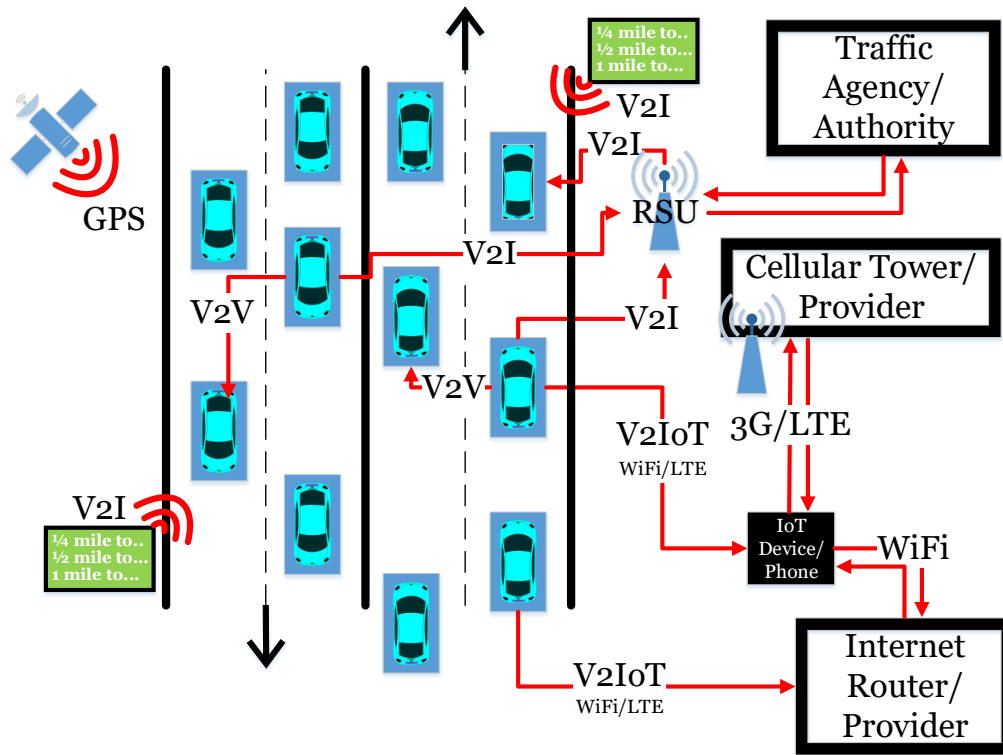 ¼ mile to..
½ mile to...
1 mile to...
V2I
Traffic
Agency/
Authority
V2I
GPS
RSU
V2I
Cellular Tower/
Provider
V2V
V2I
V2V
V2IoT
WiFi/LTE
3G/LTE
V2I
¼ mile to..
½ mile to...
1 mile to...
IoT
Device/
Phone
WiFi
Internet
Router/
Provider
V2IoT
WiFi/LTE